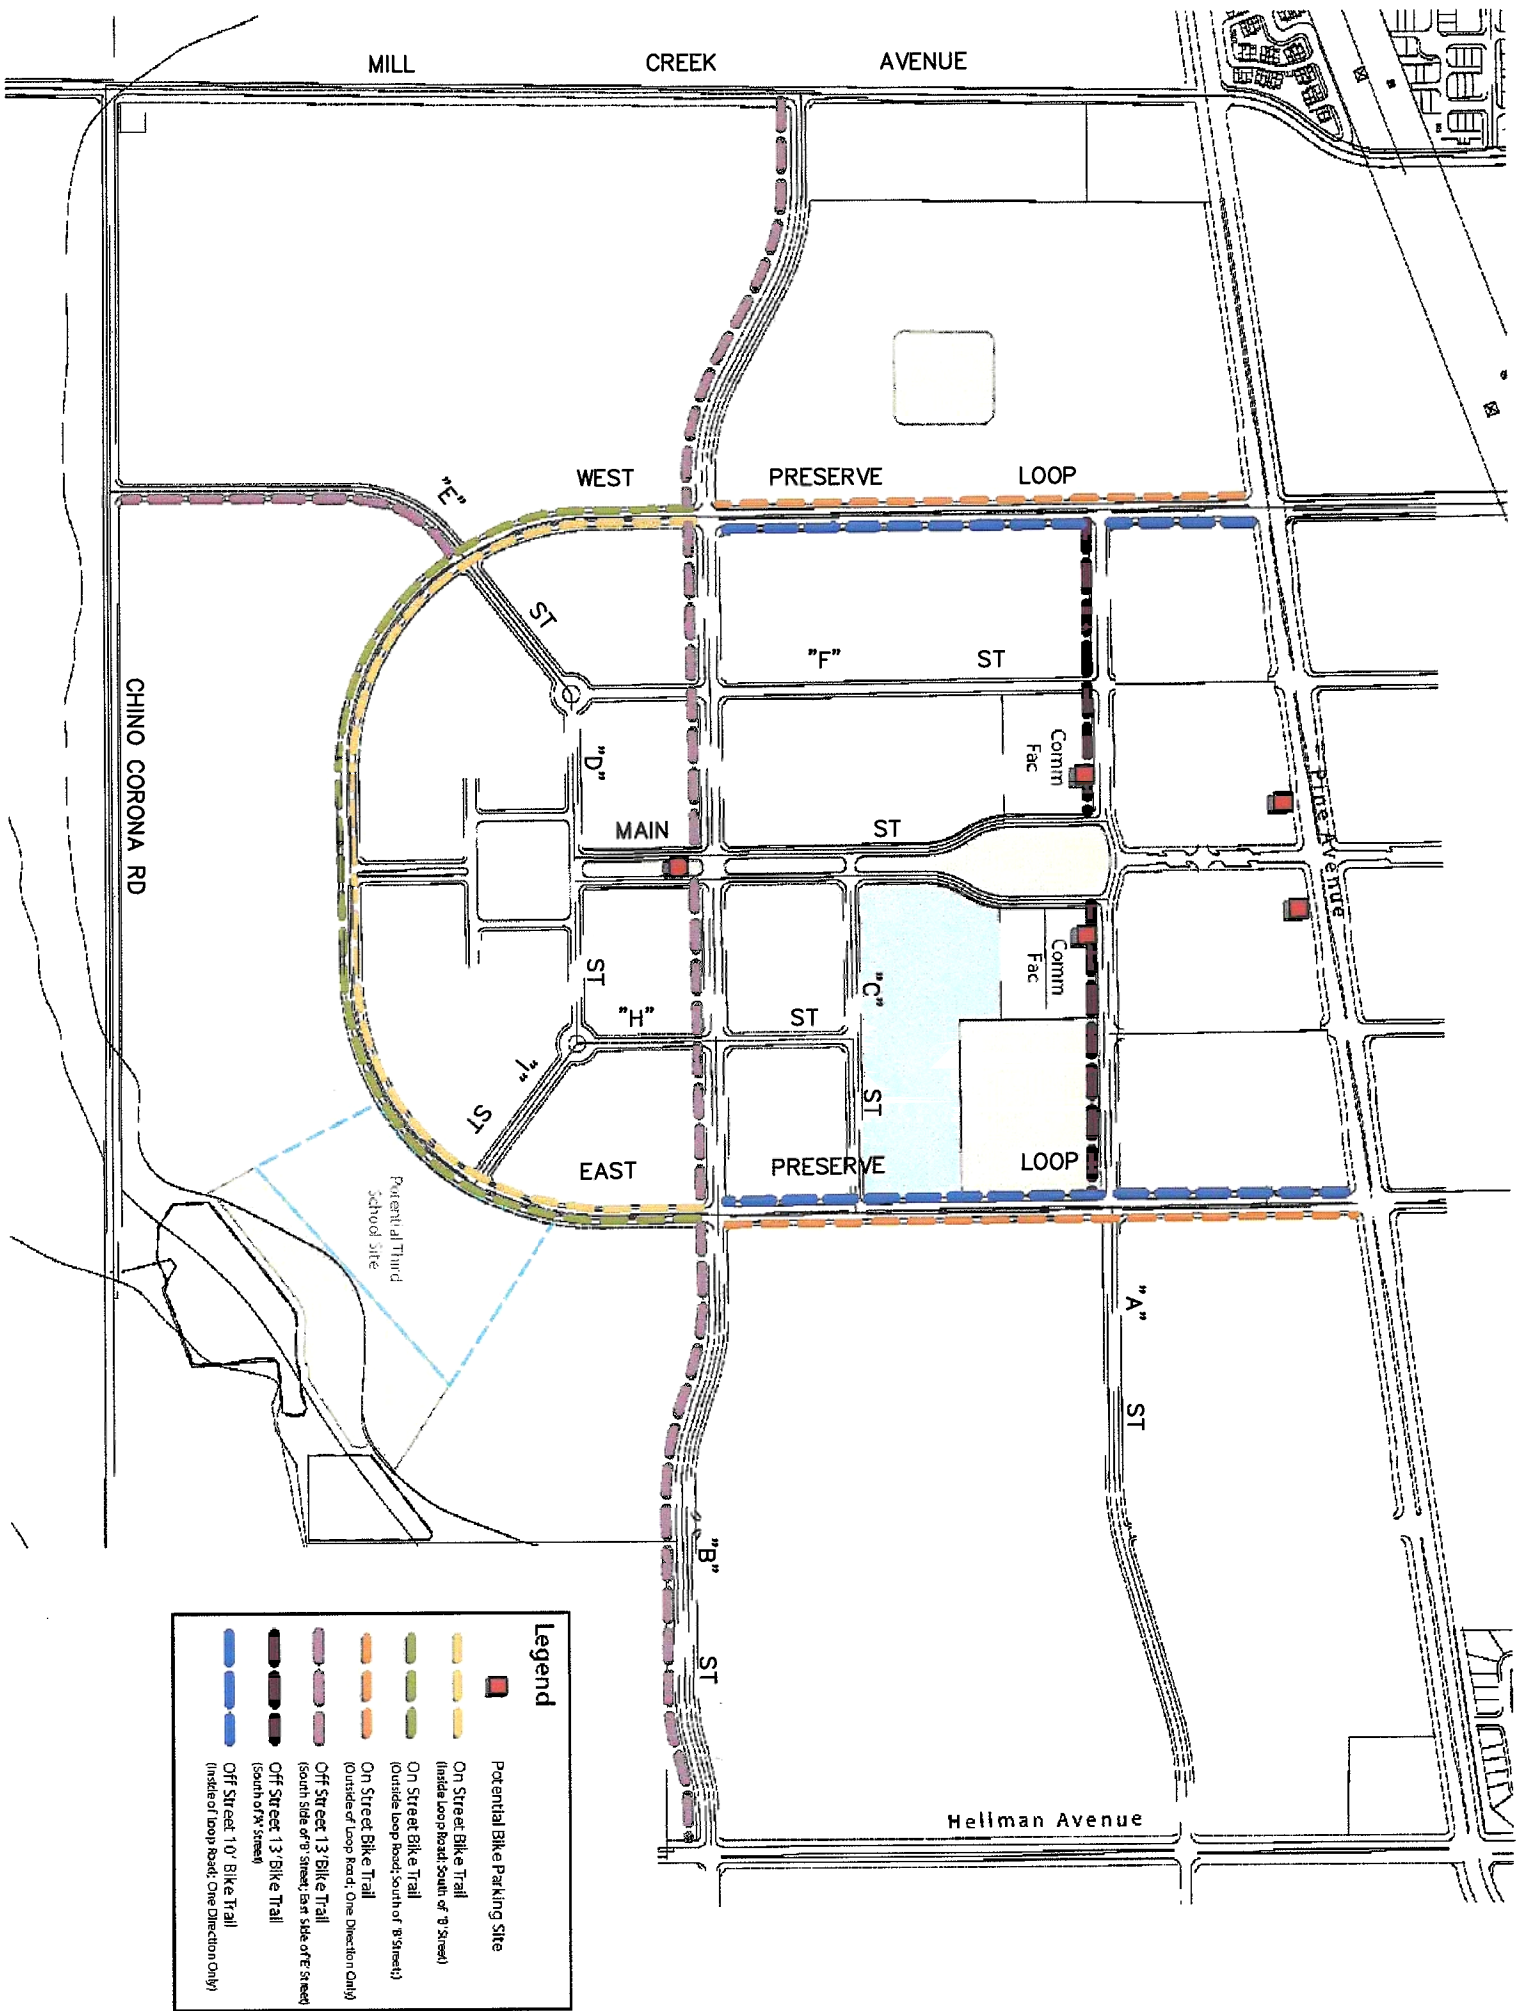 MILL CREEK AVENUE
WEST PRESERVE LOOP
"E"
ST
"F" ST
Comm
Fac
Pine Avenue
"D"
MAIN ST
CHINO CORONA RD
Comm
Fac
"C"
ST
"H" ST
ST
"I"
ST
EAST PRESERVE LOOP
Potential Third
School Site
"A"
ST
"B"
ST
Hellman Avenue
Legend
Potential Bike Parking Site
On Street Bike Trail
(Inside Loop Road: South of "B" Street)
On Street Bike Trail
(Outside Loop Road; South of "B" Street;)
On Street Bike Trail
(Outside of Loop Road; One Direction Only)
Off Street 13' Bike Trail
(South Side of "B" Street; East Side of "E" Street)
Off Street 13' Bike Trail
(South of "A" Street)
Off Street 10' Bike Trail
(Inside of Loop Road; One Direction Only)